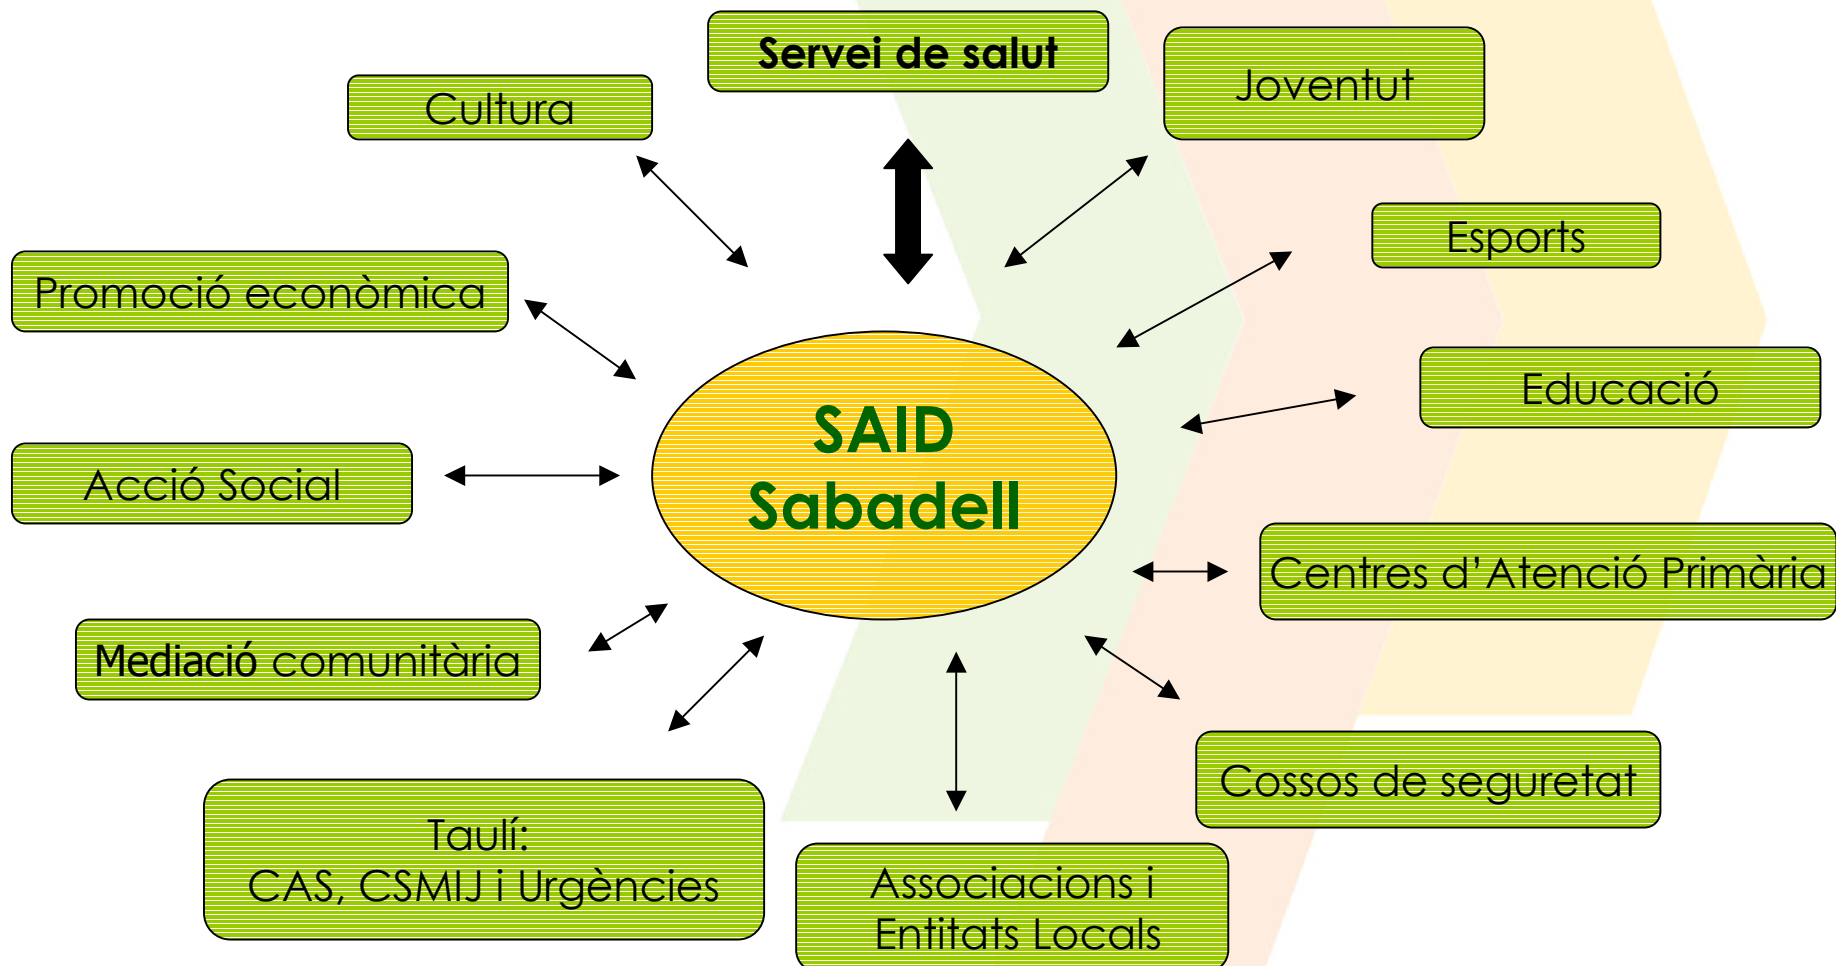 Servei de salut
Joventut
Cultura
Esports
Promoció econòmica
Educació
SAID
Sabadell
Acció Social
Centres d’Atenció Primària
Mediació comunitària
Cossos de seguretat
Taulí:
CAS, CSMIJ i Urgències
Associacions i
Entitats Locals